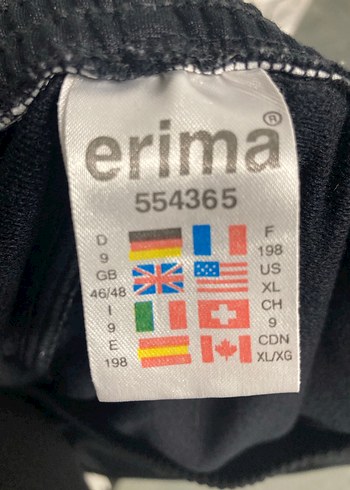 erima®
554365
D F
9 198
GB US
46/48 XL
I CH
9 9
E CDN
198 XL/XG